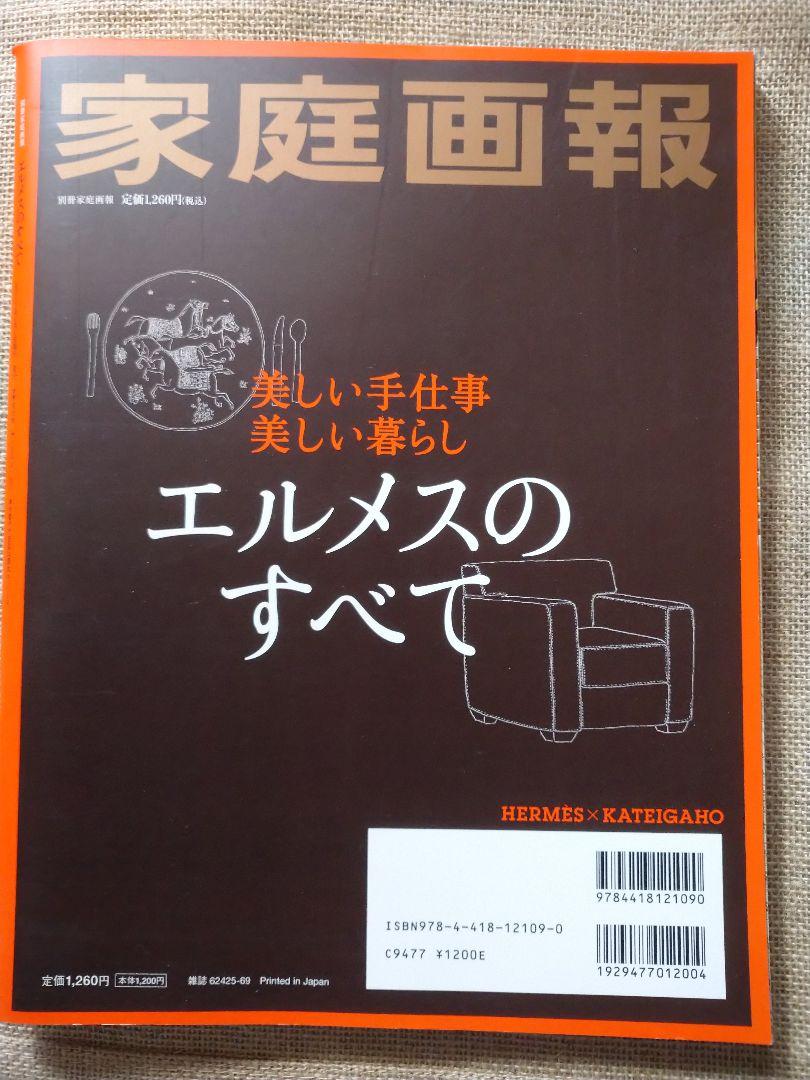 家庭画報
別冊家庭画報 定価1,260円(税込)
美しい手仕事
美しい暮らし
エルメスの
すべて
HERMÈS×KATEIGAHO
9784418121090
ISBN978-4-418-12109-0
C9477 ¥1200E
1929477012004
定価1,260円 本体1,200円 雑誌 62425-69 Printed in Japan